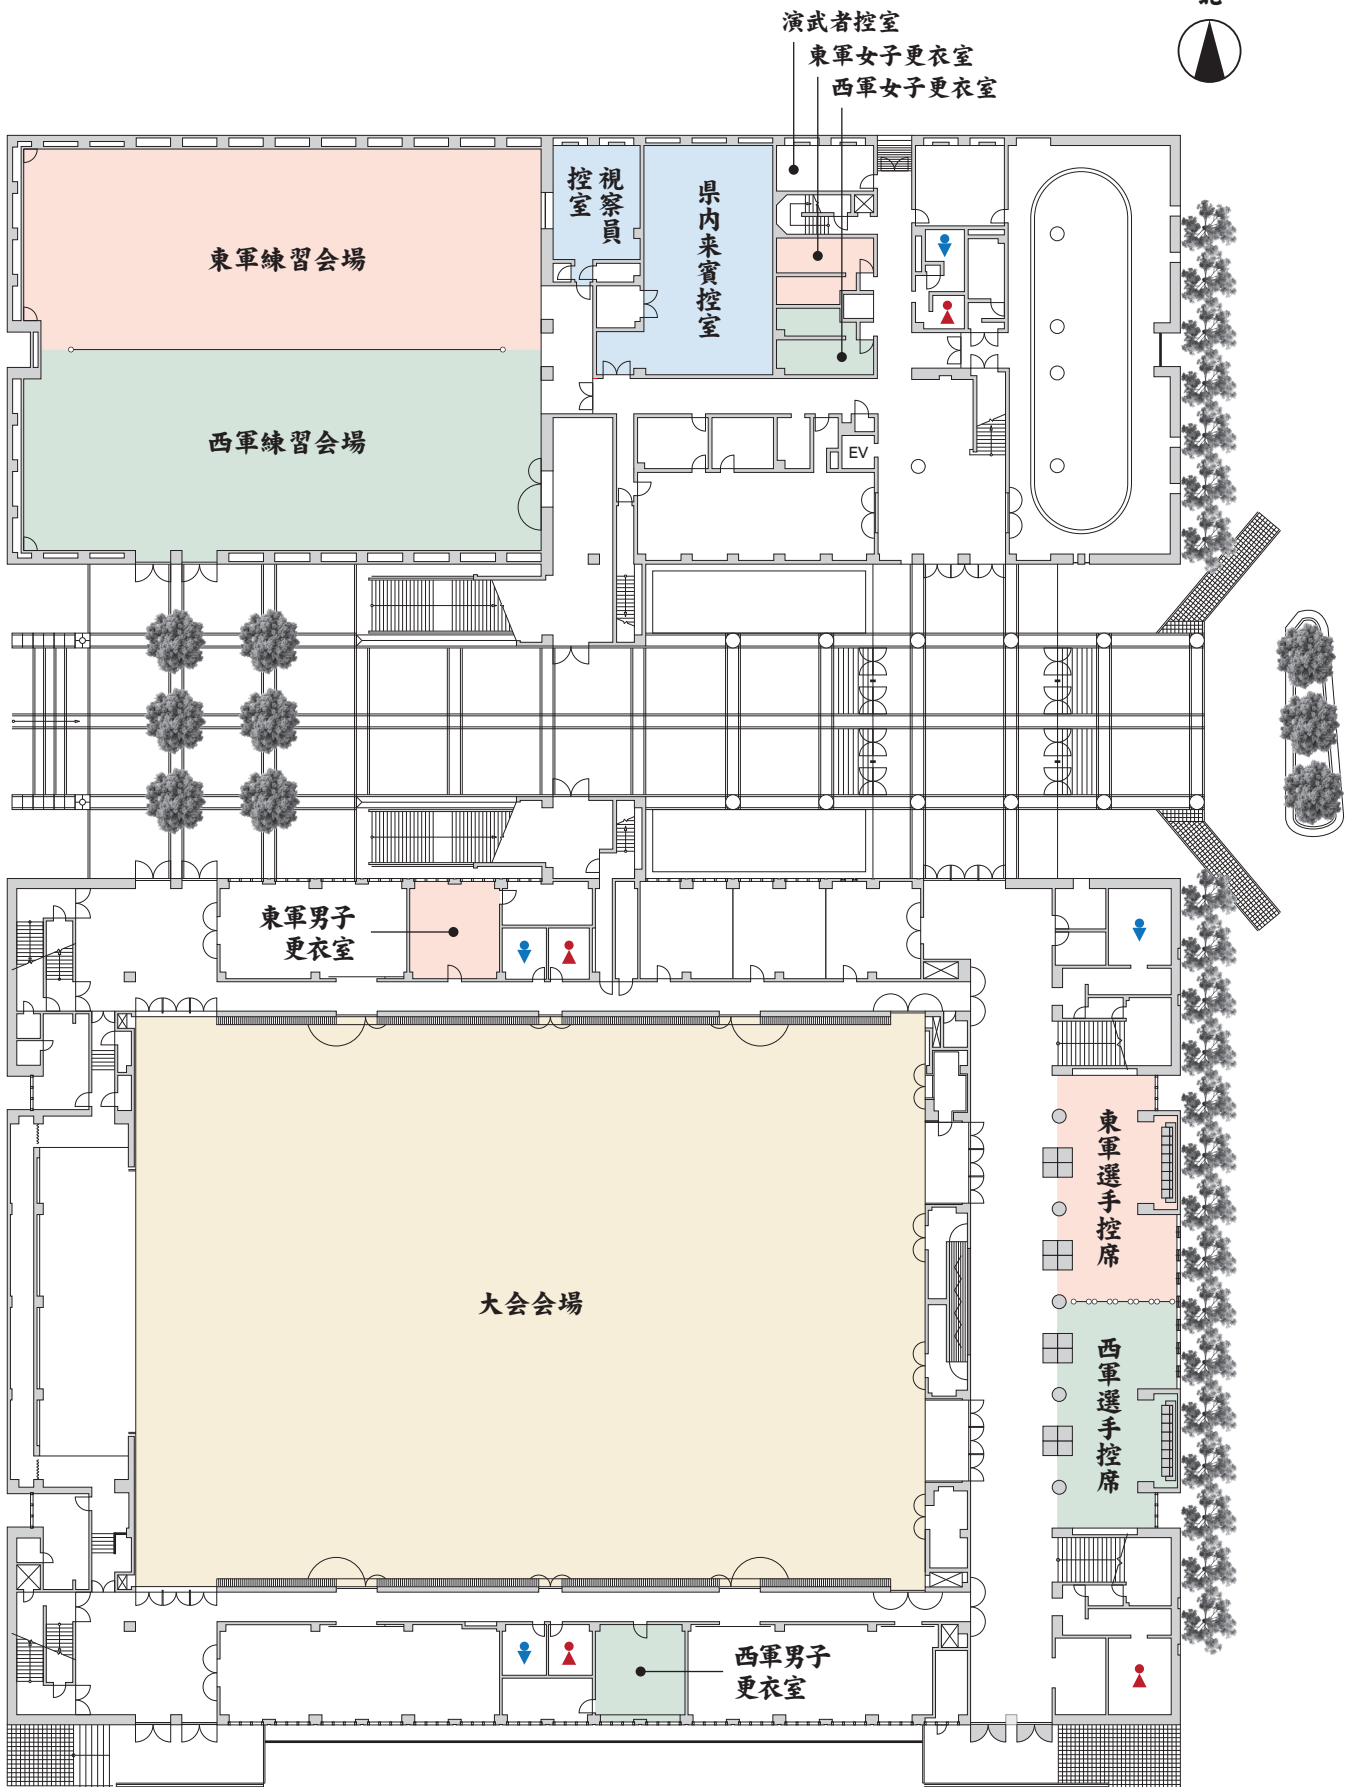 北
演武者控室
東軍女子更衣室
西軍女子更衣室
視察員
控室
県内来賓控室
東軍練習会場
西軍練習会場
EV
東軍男子
更衣室
東軍選手控席
大会会場
西軍選手控席
西軍男子
更衣室